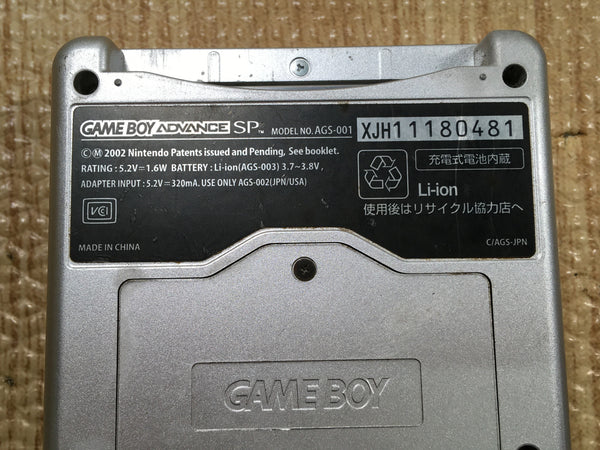 GAME BOY ADVANCE SP™ MODEL NO. AGS-001 XJH11180481
©Ⓜ 2002 Nintendo Patents issued and Pending, See booklet.
RATING : 5.2V⎓1.6W BATTERY : Li-ion(AGS-003) 3.7~3.8V,
ADAPTER INPUT : 5.2V⎓320mA. USE ONLY AGS-002(JPN/USA)
充電式電池内蔵
Li-ion
使用後はリサイクル協力店へ
VCI
MADE IN CHINA
C/AGS-JPN
GAME BOY